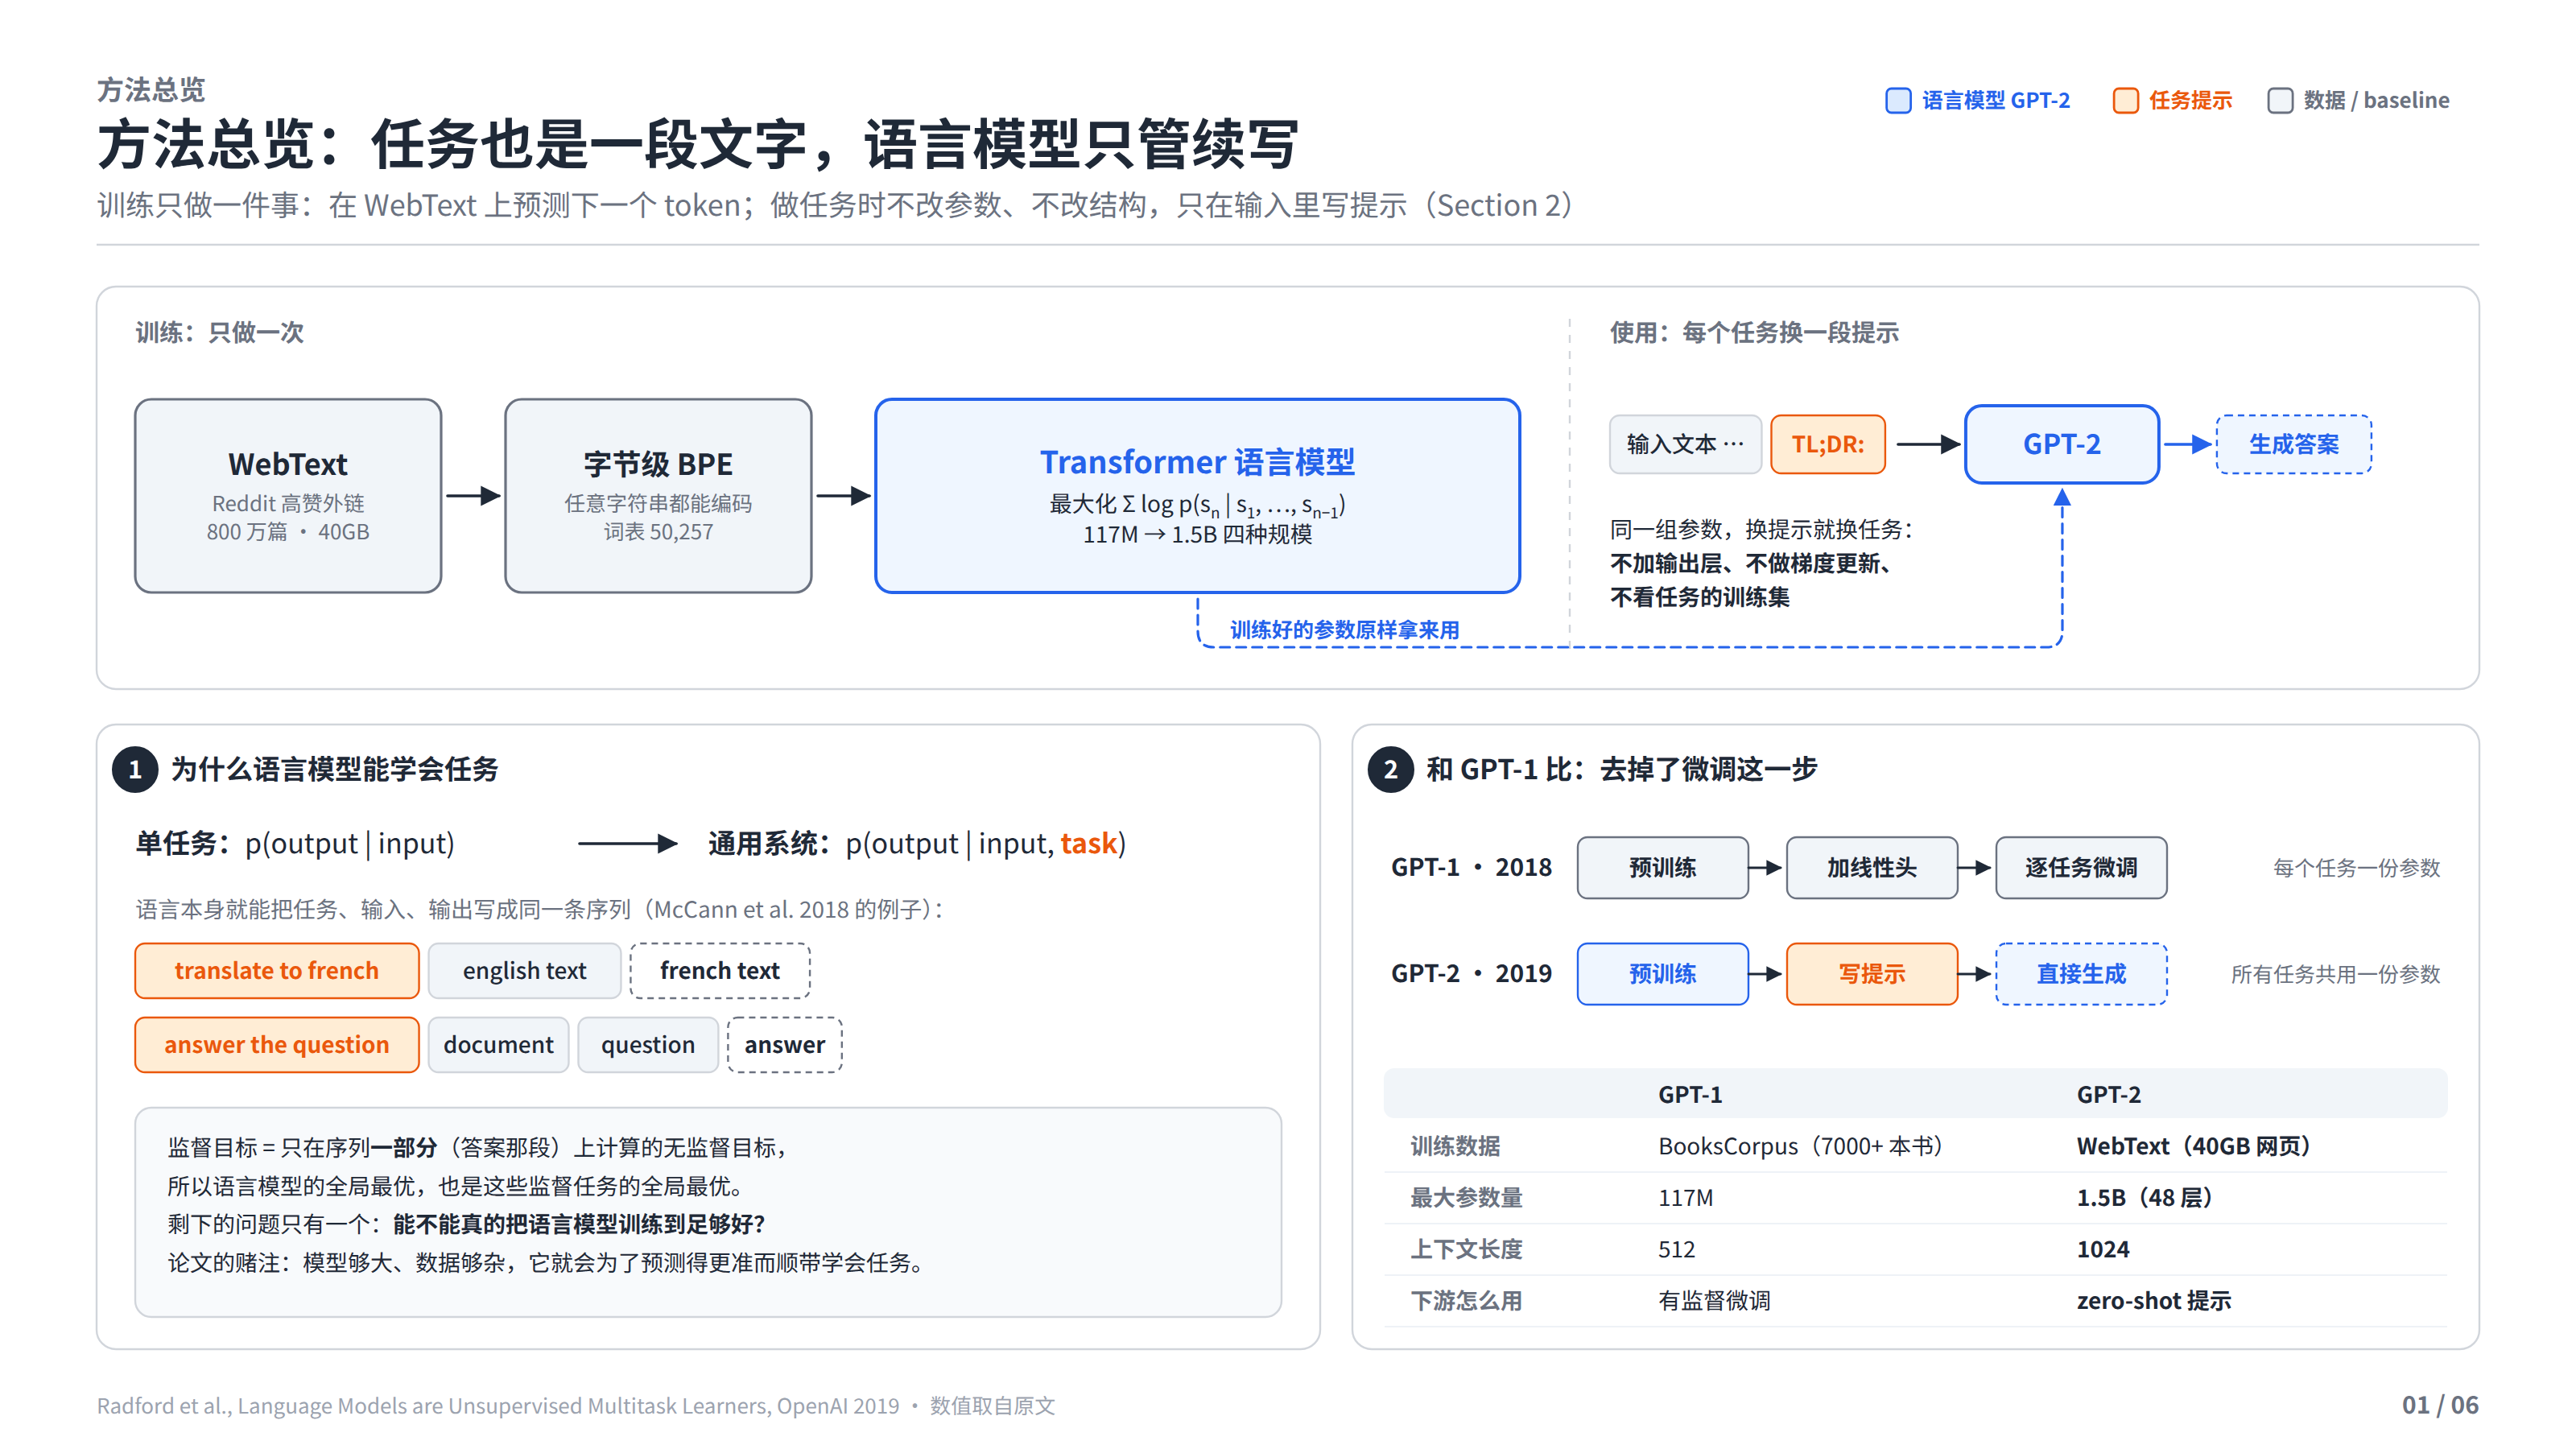 方法总览
方法总览：任务也是一段文字，语言模型只管续写
训练只做一件事：在 WebText 上预测下一个 token；做任务时不改参数、不改结构，只在输入里写提示（Section 2）
语言模型 GPT-2
任务提示
数据 / baseline
训练：只做一次
WebText
Reddit 高赞外链
800 万篇 · 40GB
字节级 BPE
任意字符串都能编码
词表 50,257
Transformer 语言模型
最大化 Σ log p(sn | s1, …, sn−1)
117M → 1.5B 四种规模
训练好的参数原样拿来用
使用：每个任务换一段提示
输入文本 …
TL;DR:
GPT-2
生成答案
同一组参数，换提示就换任务：
不加输出层、不做梯度更新、
不看任务的训练集
1 为什么语言模型能学会任务
单任务：p(output | input)
通用系统：p(output | input, task)
语言本身就能把任务、输入、输出写成同一条序列（McCann et al. 2018 的例子）：
translate to french
english text
french text
answer the question
document
question
answer
监督目标 = 只在序列一部分（答案那段）上计算的无监督目标，
所以语言模型的全局最优，也是这些监督任务的全局最优。
剩下的问题只有一个：能不能真的把语言模型训练到足够好？
论文的赌注：模型够大、数据够杂，它就会为了预测得更准而顺带学会任务。
2 和 GPT-1 比：去掉了微调这一步
GPT-1 · 2018
预训练
加线性头
逐任务微调
每个任务一份参数
GPT-2 · 2019
预训练
写提示
直接生成
所有任务共用一份参数
GPT-1 GPT-2
训练数据 BooksCorpus（7000+ 本书） WebText（40GB 网页）
最大参数量 117M 1.5B（48 层）
上下文长度 512 1024
下游怎么用 有监督微调 zero-shot 提示
Radford et al., Language Models are Unsupervised Multitask Learners, OpenAI 2019 · 数值取自原文
01 / 06